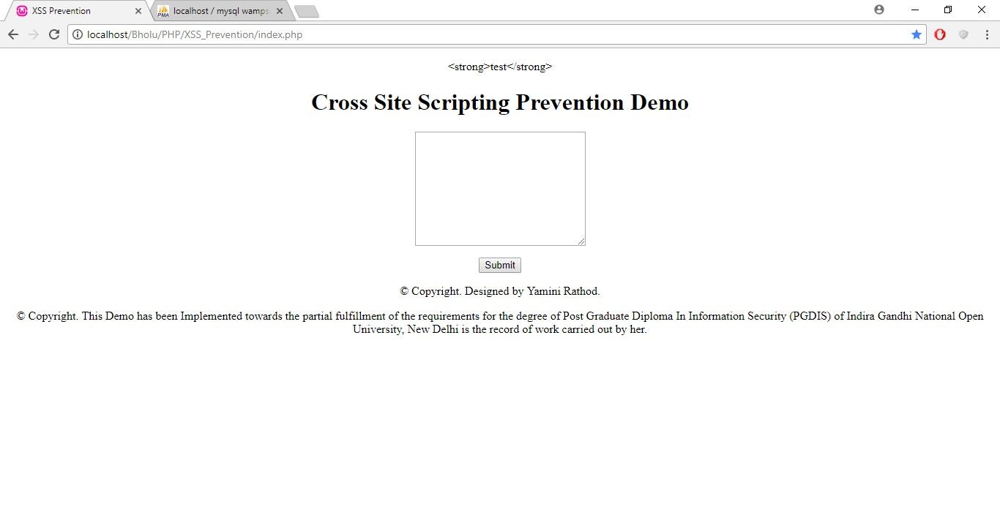 XSS Prevention
localhost / mysql wamps
localhost/Bholu/PHP/XSS_Prevention/index.php
<strong>test</strong>
Cross Site Scripting Prevention Demo
Submit
© Copyright. Designed by Yamini Rathod.
© Copyright. This Demo has been Implemented towards the partial fulfillment of the requirements for the degree of Post Graduate Diploma In Information Security (PGDIS) of Indira Gandhi National Open
University, New Delhi is the record of work carried out by her.